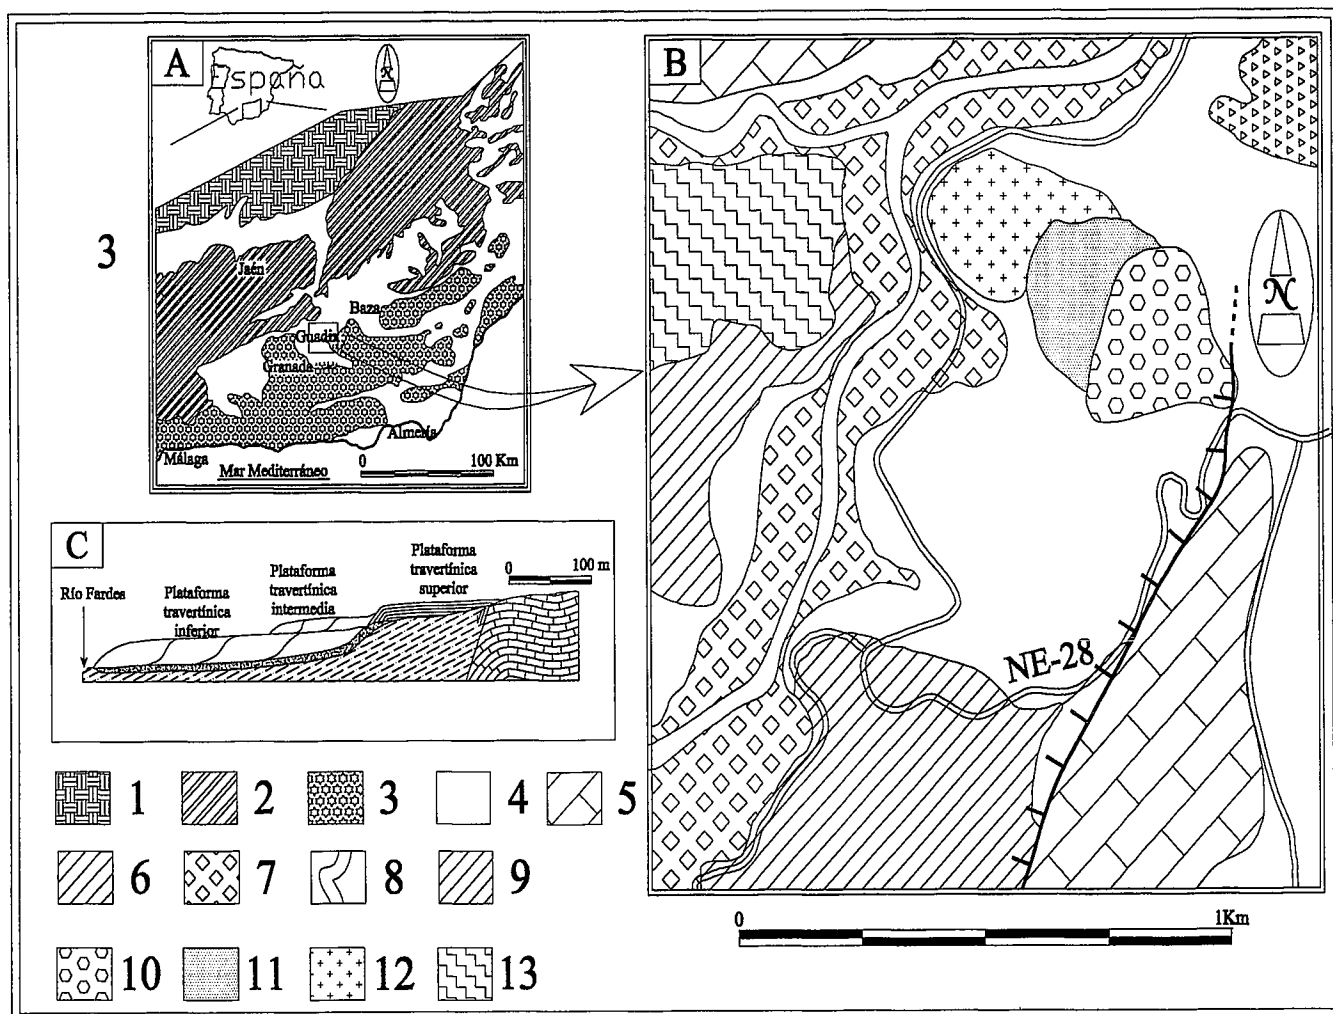 3
A
España
N
Jaén
Baza
Guadix
Granada
Almería
Málaga
Mar Mediterráneo
0
100 Km
B
N
NE-28
0
1Km
C
Río Fardes
Plataforma
travertínica
inferior
Plataforma
travertínica
intermedia
Plataforma
travertínica
superior
0
100 m
1
2
3
4
5
6
7
8
9
10
11
12
13